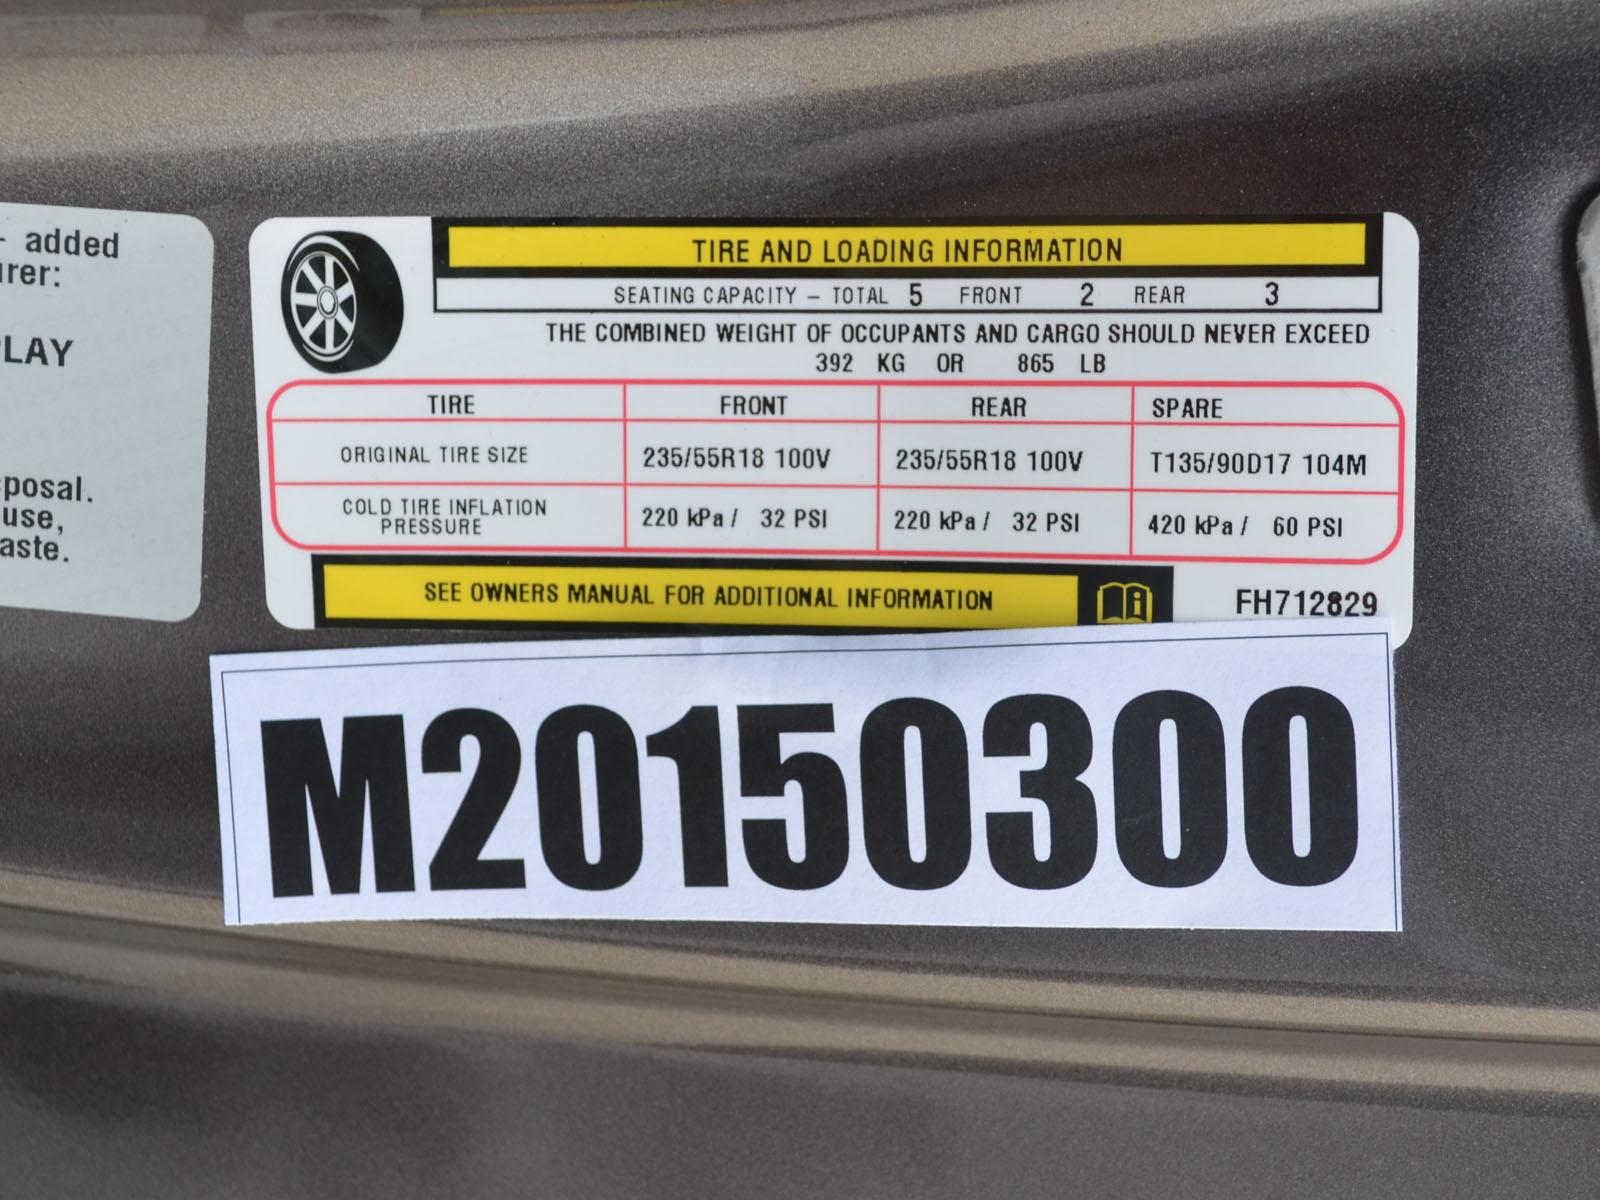 added
urer:
PLAY
posal.
use,
aste.
TIRE AND LOADING INFORMATION
SEATING CAPACITY – TOTAL 5 FRONT 2 REAR 3
THE COMBINED WEIGHT OF OCCUPANTS AND CARGO SHOULD NEVER EXCEED
392 KG OR 865 LB
TIRE FRONT REAR SPARE
ORIGINAL TIRE SIZE 235/55R18 100V 235/55R18 100V T135/90D17 104M
COLD TIRE INFLATION
PRESSURE 220 kPa / 32 PSI 220 kPa / 32 PSI 420 kPa / 60 PSI
SEE OWNERS MANUAL FOR ADDITIONAL INFORMATION
FH712829
M20150300